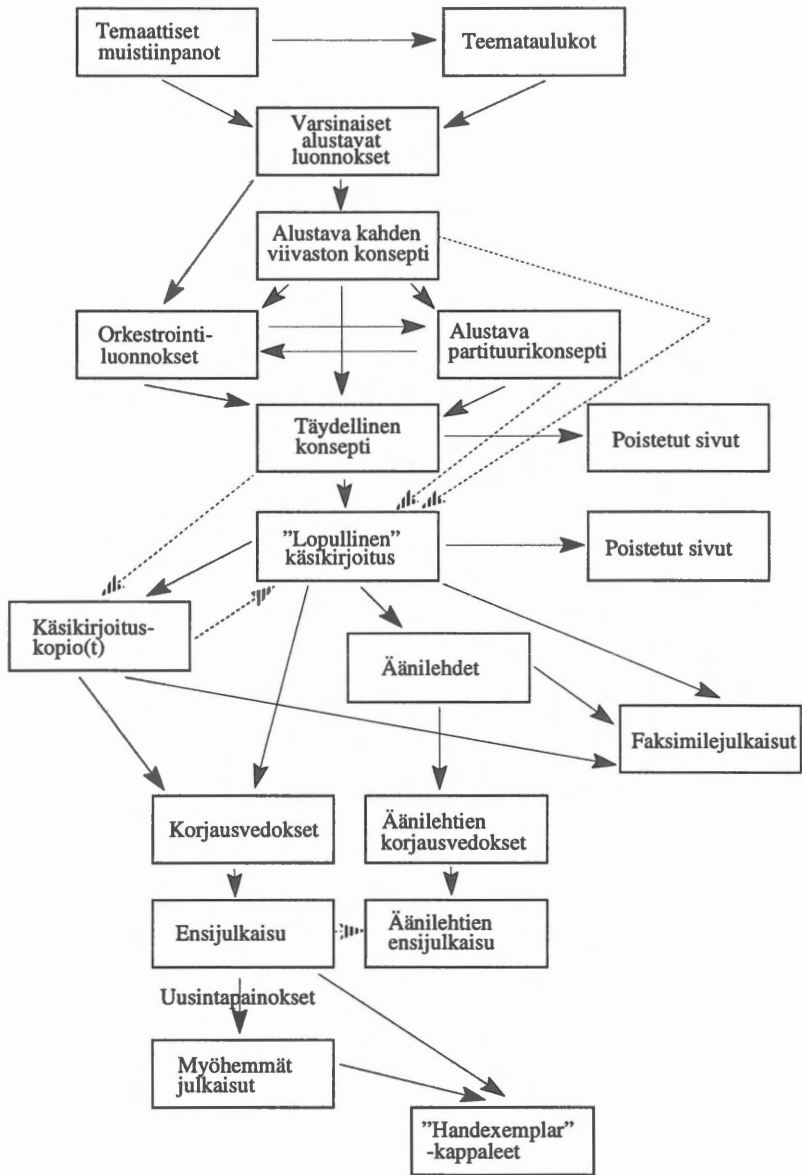 Temaattiset
muistiinpanot
Teemataulukot
Varsinaiset
alustavat
luonnokset
Alustava kahden
viivaston konsepti
Orkestrointi-
luonnokset
Alustava
partituurikonsepti
Täydellinen
konsepti
Poistetut sivut
"Lopullinen"
käsikirjoitus
Poistetut sivut
Käsikirjoitus-
kopio(t)
Äänilehdet
Faksimilejulkaisut
Korjausvedokset
Äänilehtien
korjausvedokset
Ensijulkaisu
Äänilehtien
ensijulkaisu
Uusintapainokset
Myöhemmät
julkaisut
"Handexemplar"
-kappaleet